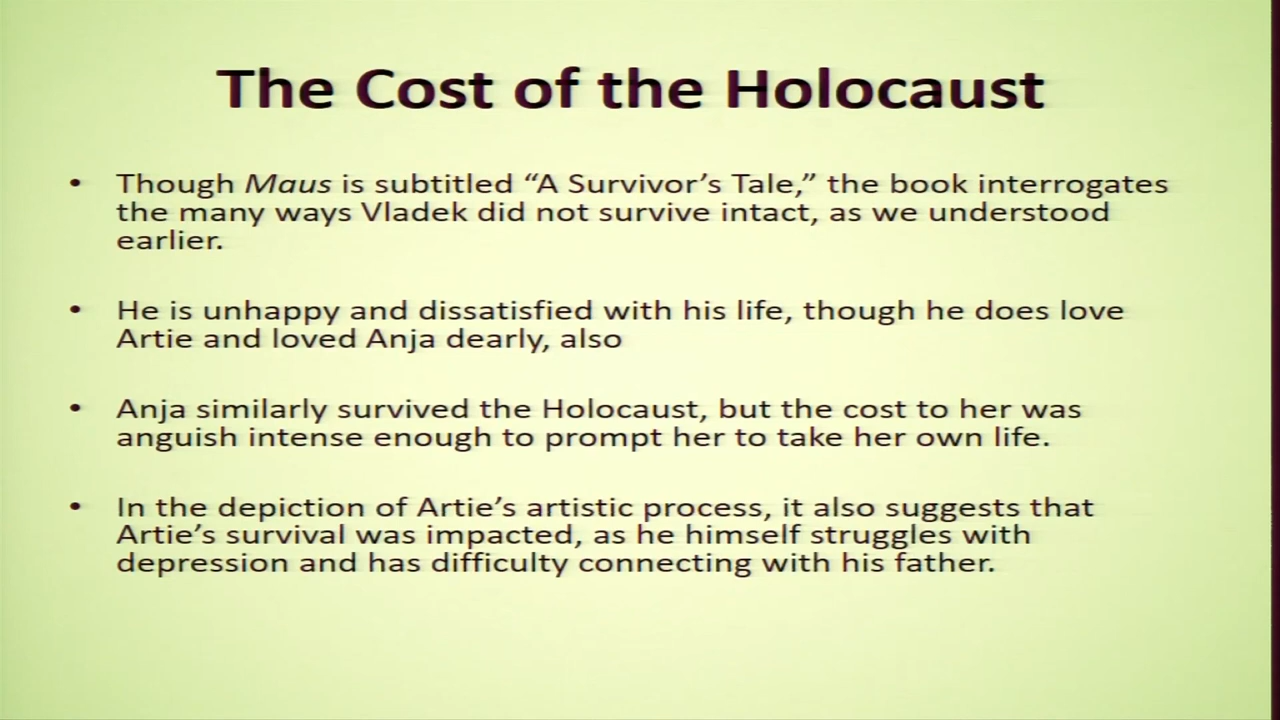 The Cost of the Holocaust
• Though Maus is subtitled “A Survivor’s Tale,” the book interrogates
the many ways Vladek did not survive intact, as we understood
earlier.
• He is unhappy and dissatisfied with his life, though he does love
Artie and loved Anja dearly, also
• Anja similarly survived the Holocaust, but the cost to her was
anguish intense enough to prompt her to take her own life.
• In the depiction of Artie’s artistic process, it also suggests that
Artie’s survival was impacted, as he himself struggles with
depression and has difficulty connecting with his father.